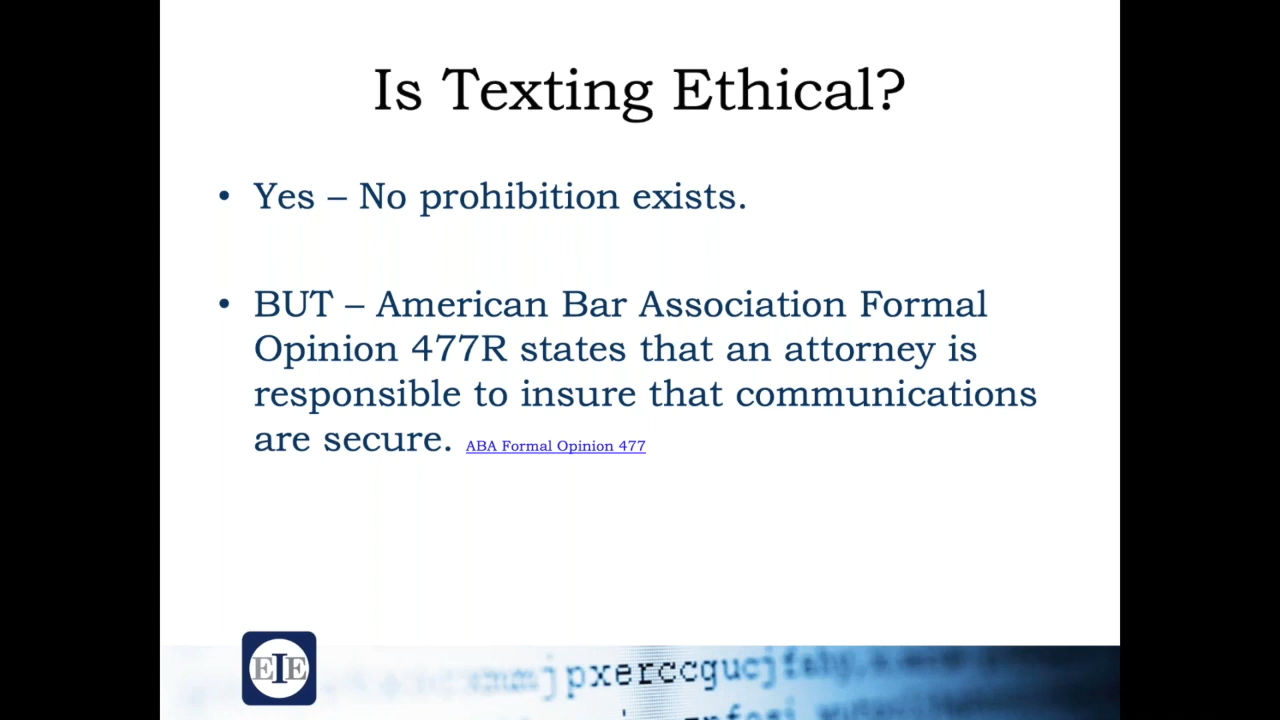 Is Texting Ethical?
• Yes – No prohibition exists.
• BUT – American Bar Association Formal
Opinion 477R states that an attorney is
responsible to insure that communications
are secure. ABA Formal Opinion 477
EIE
jpxerccgucjfahy